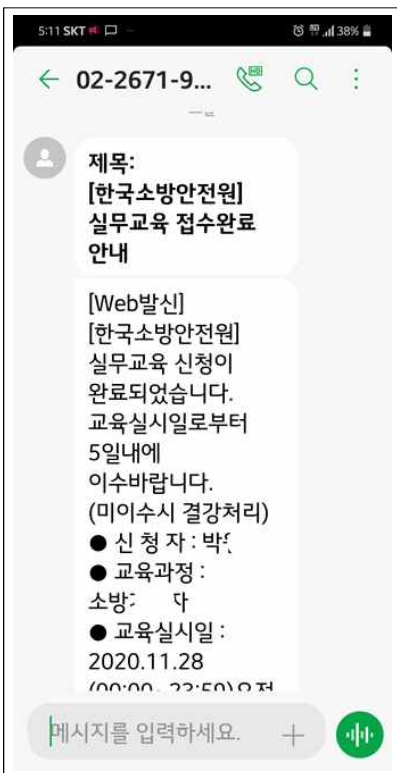 5:11 SKT
38%
02-2671-9...
HD
제목:
[한국소방안전원]
실무교육 접수완료
안내
[Web발신]
[한국소방안전원]
실무교육 신청이
완료되었습니다.
교육실시일로부터
5일내에
이수바랍니다.
(미이수시 결강처리)
● 신 청 자 : 박
● 교육과정 :
소방
● 교육실시일 :
2020.11.28
메시지를 입력하세요.